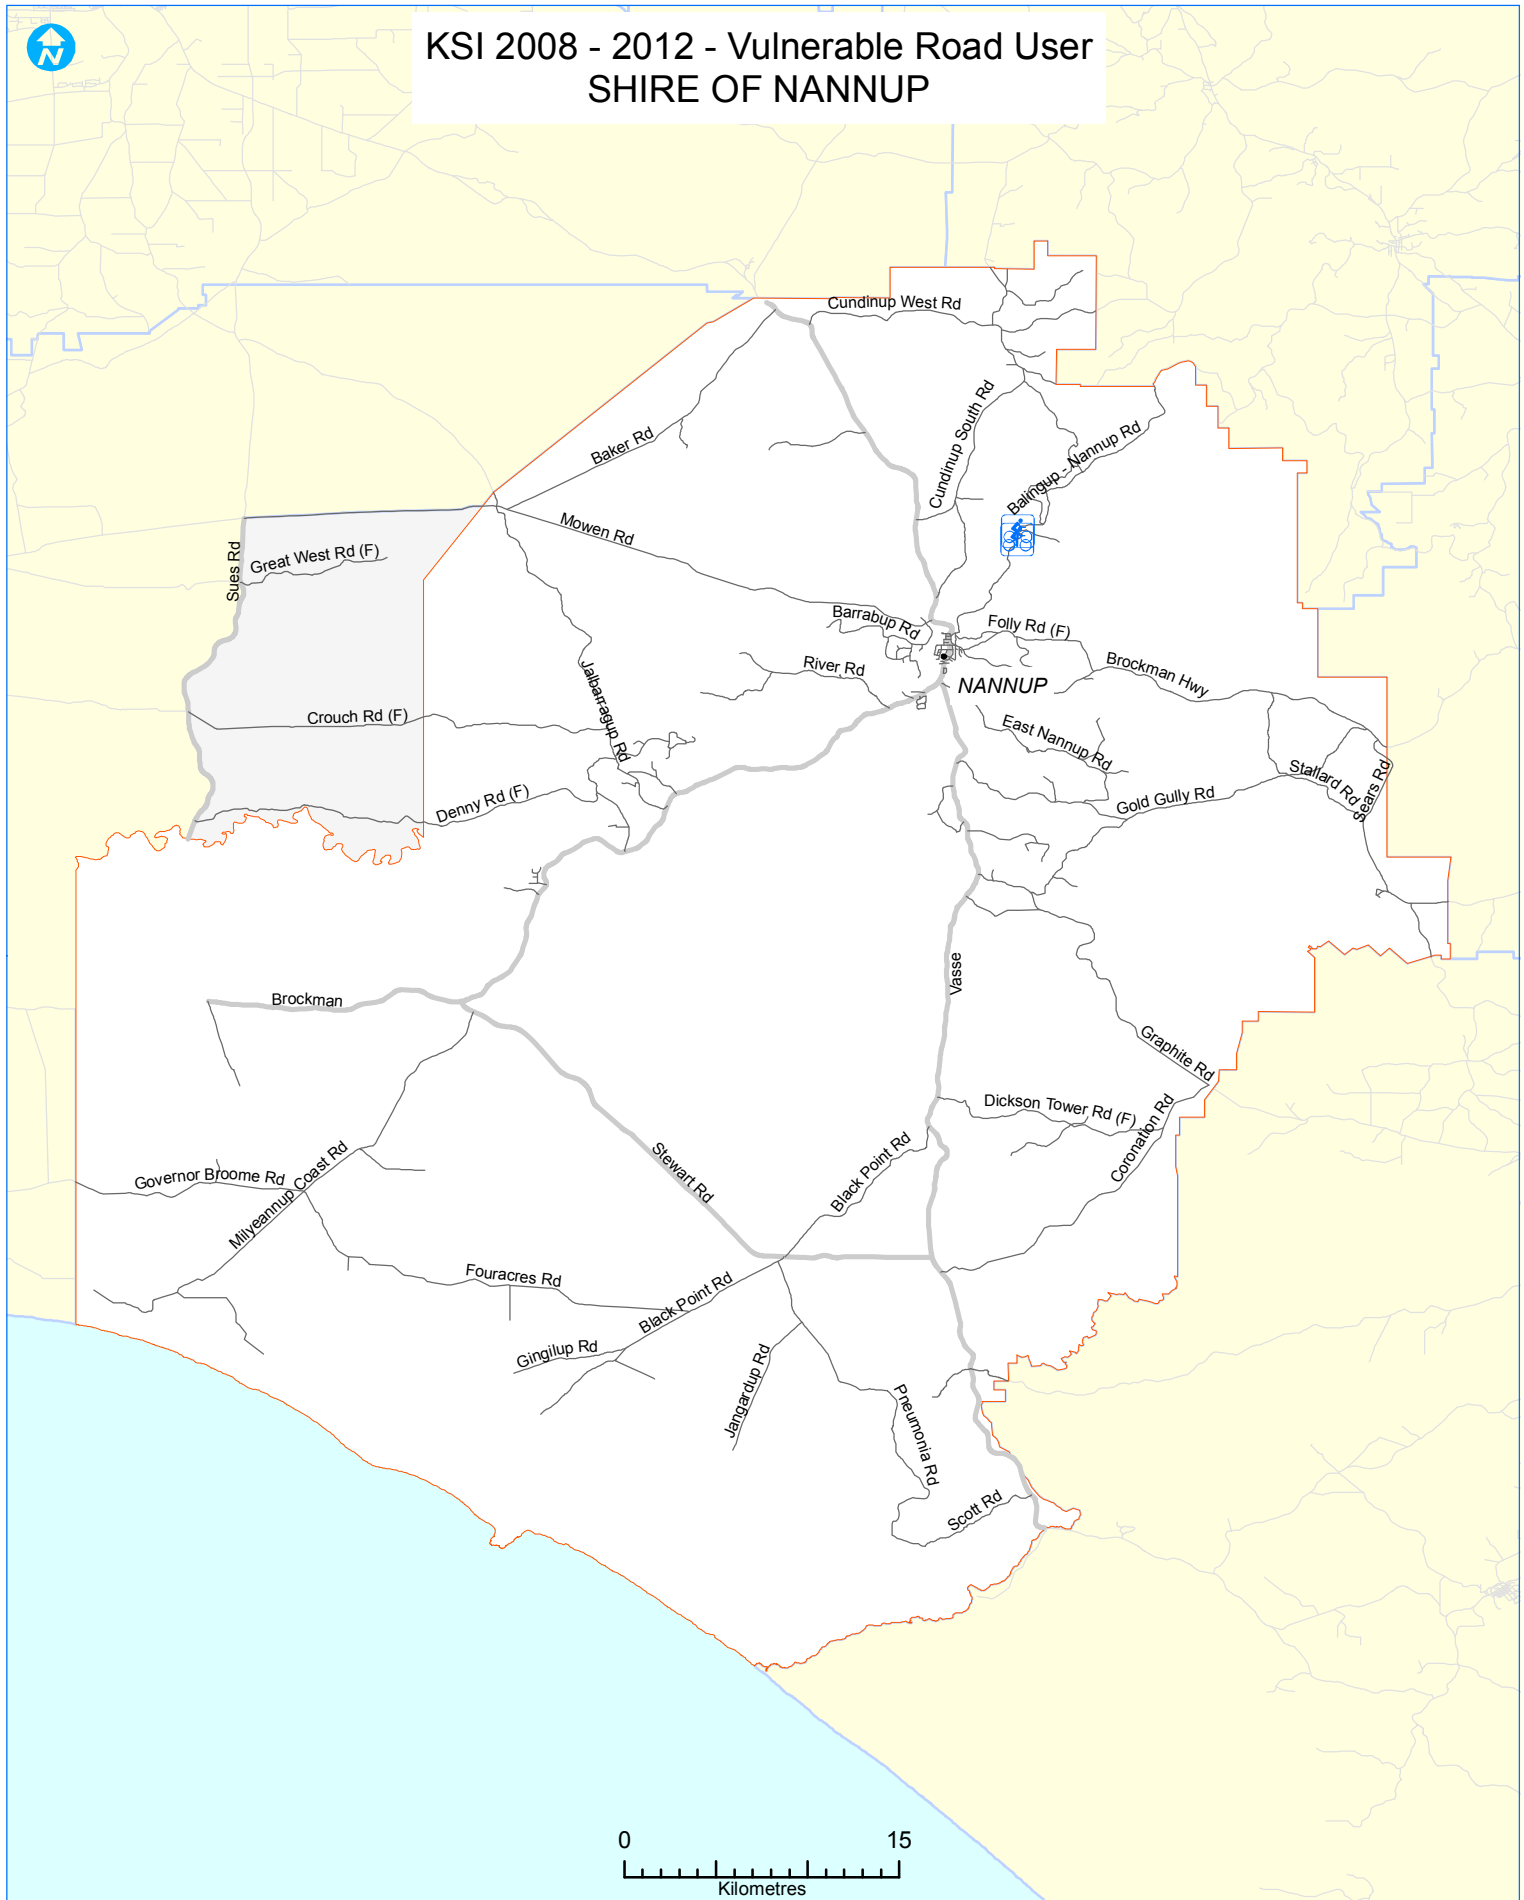 KSI 2008 - 2012 - Vulnerable Road User
SHIRE OF NANNUP
N
Cundinup West Rd
Cundinup South Rd
Baker Rd
Balingup - Nannup Rd
Mowen Rd
Sues Rd
Great West Rd (F)
Barrabup Rd
Folly Rd (F)
River Rd
Brockman Hwy
NANNUP
Jalbarragup Rd
Crouch Rd (F)
East Nannup Rd
Stallard Rd
Sears Rd
Denny Rd (F)
Gold Gully Rd
Vasse
Brockman
Graphite Rd
Dickson Tower Rd (F)
Coronation Rd
Black Point Rd
Stewart Rd
Governor Broome Rd
Milyeannup Coast Rd
Fouracres Rd
Black Point Rd
Gingilup Rd
Jangardup Rd
Pneumonia Rd
Scott Rd
0 15
Kilometres